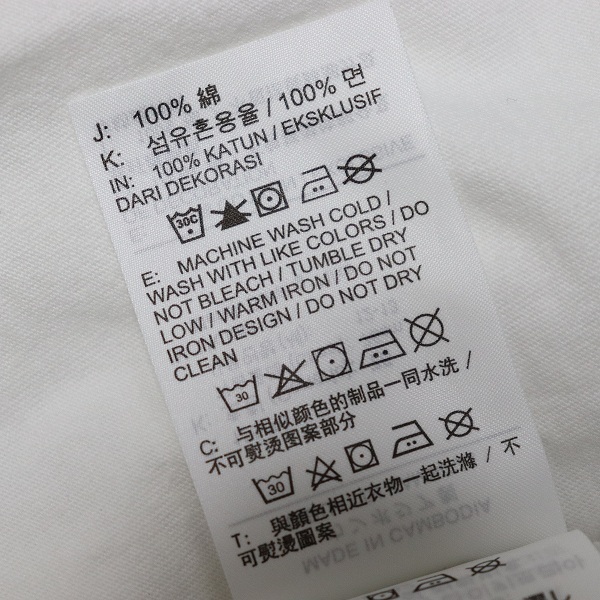 J: 100% 綿
K: 섬유혼용율 / 100% 면
IN: 100% KATUN / EKSKLUSIF
DARI DEKORASI
30C
E: MACHINE WASH COLD /
WASH WITH LIKE COLORS / DO
NOT BLEACH / TUMBLE DRY
LOW / WARM IRON / DO NOT
IRON DESIGN / DO NOT DRY
CLEAN
30
C: 与相似颜色的制品一同水洗 /
不可熨烫图案部分
30
T: 與顏色相近衣物一起洗滌 / 不
可熨燙圖案
MADE IN CAMBODIA